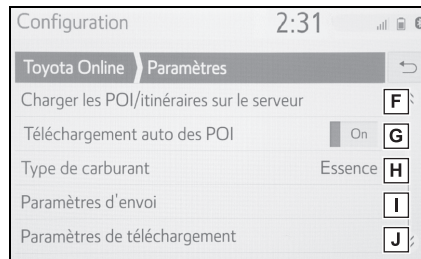 Configuration 2:31
Toyota Online Paramètres
Charger les POI/itinéraires sur le serveur F
Téléchargement auto des POI On G
Type de carburant Essence H
Paramètres d'envoi I
Paramètres de téléchargement J